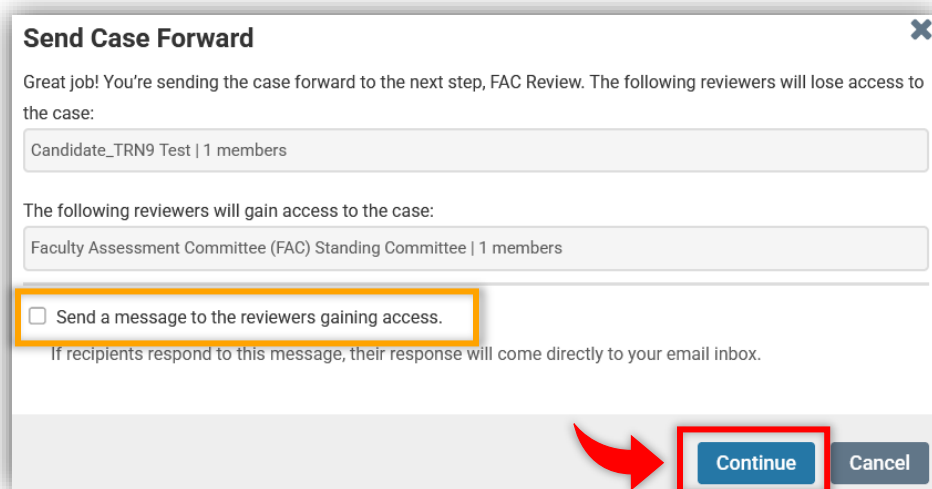 Send Case Forward
Great job! You're sending the case forward to the next step, FAC Review. The following reviewers will lose access to
the case:
Candidate_TRN9 Test | 1 members
The following reviewers will gain access to the case:
Faculty Assessment Committee (FAC) Standing Committee | 1 members
Send a message to the reviewers gaining access.
If recipients respond to this message, their response will come directly to your email inbox.
Continue
Cancel